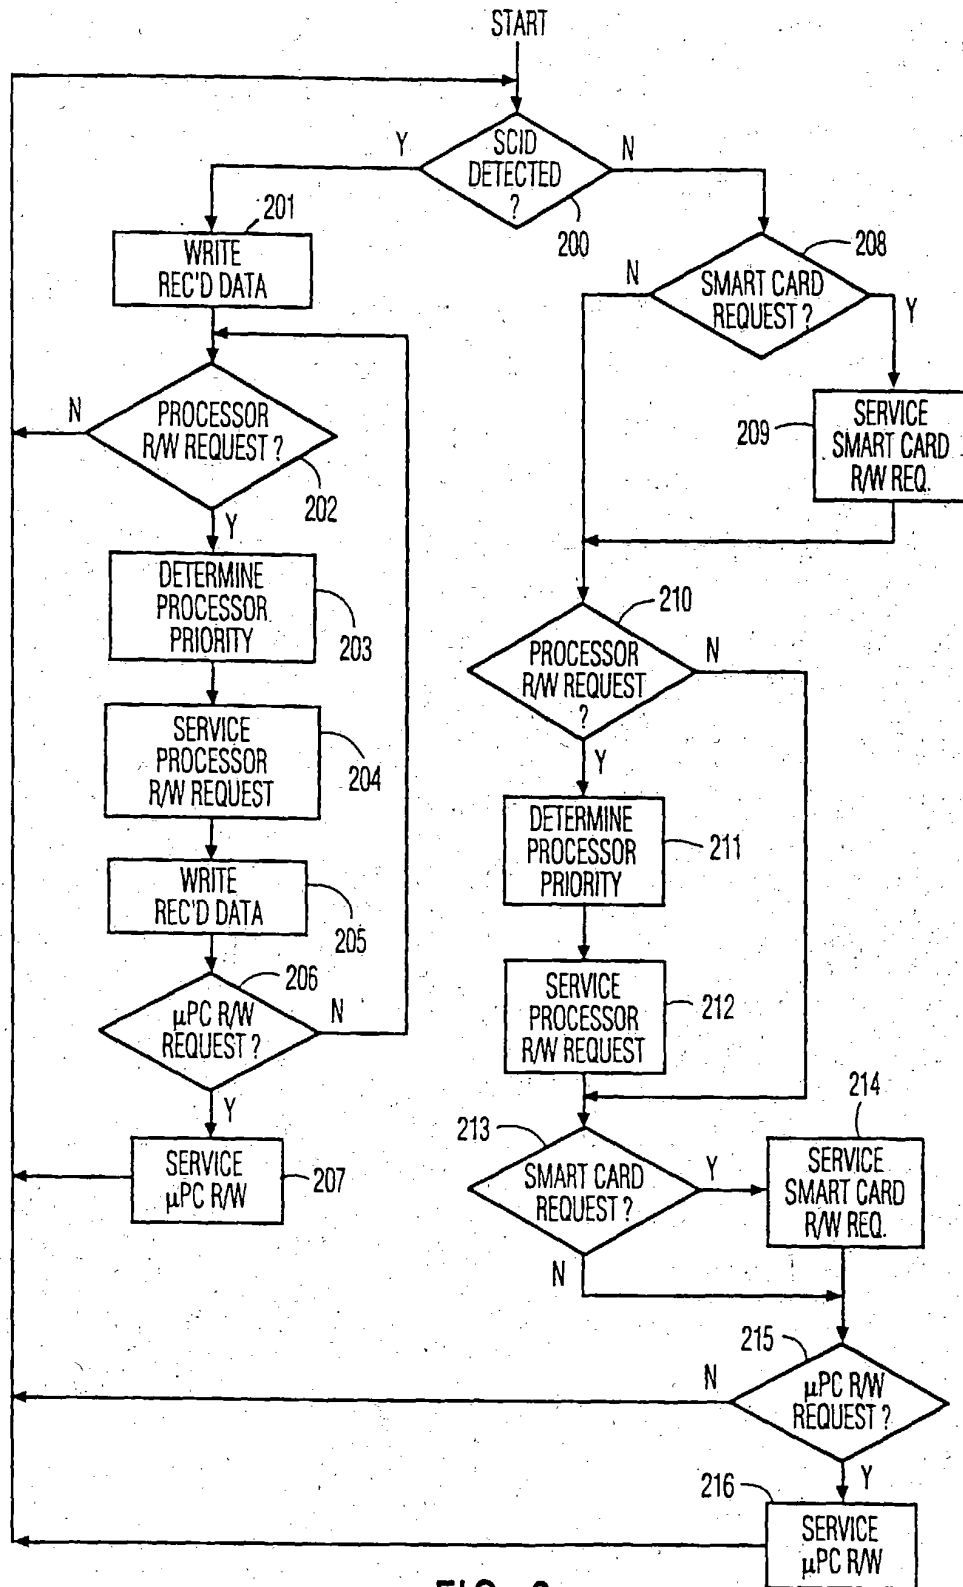 START
Y
SCID
DETECTED
?
N
200
201
WRITE
REC'D DATA
208
N
SMART CARD
REQUEST ?
Y
N
PROCESSOR
R/W REQUEST ?
202
Y
209
SERVICE
SMART CARD
R/W REQ.
DETERMINE
PROCESSOR
PRIORITY
203
210
PROCESSOR
R/W REQUEST
?
N
Y
SERVICE
PROCESSOR
R/W REQUEST
204
DETERMINE
PROCESSOR
PRIORITY
211
WRITE
REC'D DATA
205
206
µPC R/W
REQUEST ?
N
Y
SERVICE
PROCESSOR
R/W REQUEST
212
SERVICE
µPC R/W
207
213
SMART CARD
REQUEST ?
Y
N
214
SERVICE
SMART CARD
R/W REQ.
215
N
µPC R/W
REQUEST ?
Y
216
SERVICE
µPC R/W